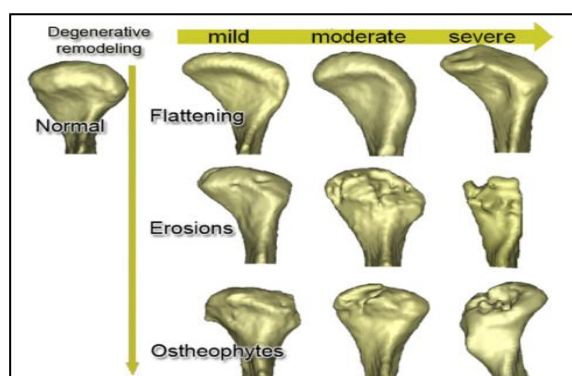 Degenerative
remodeling
mild
moderate
severe
Normal
Flattening
Erosions
Ostheophytes